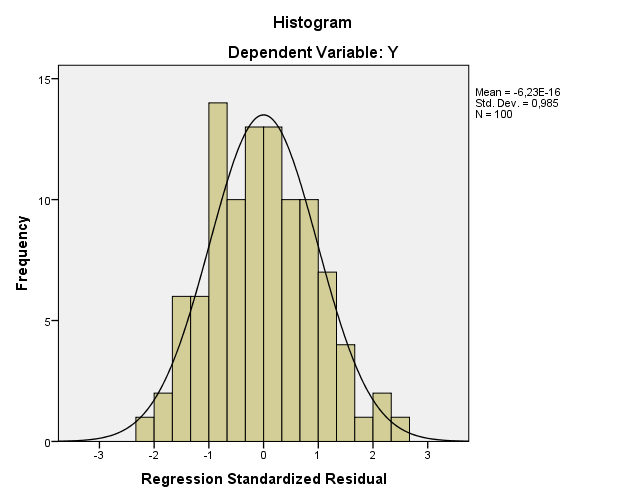 Histogram
Dependent Variable: Y
Mean = -6,23E-16
Std. Dev. = 0,985
N = 100
Frequency
15
10
5
0
-3 -2 -1 0 1 2 3
Regression Standardized Residual